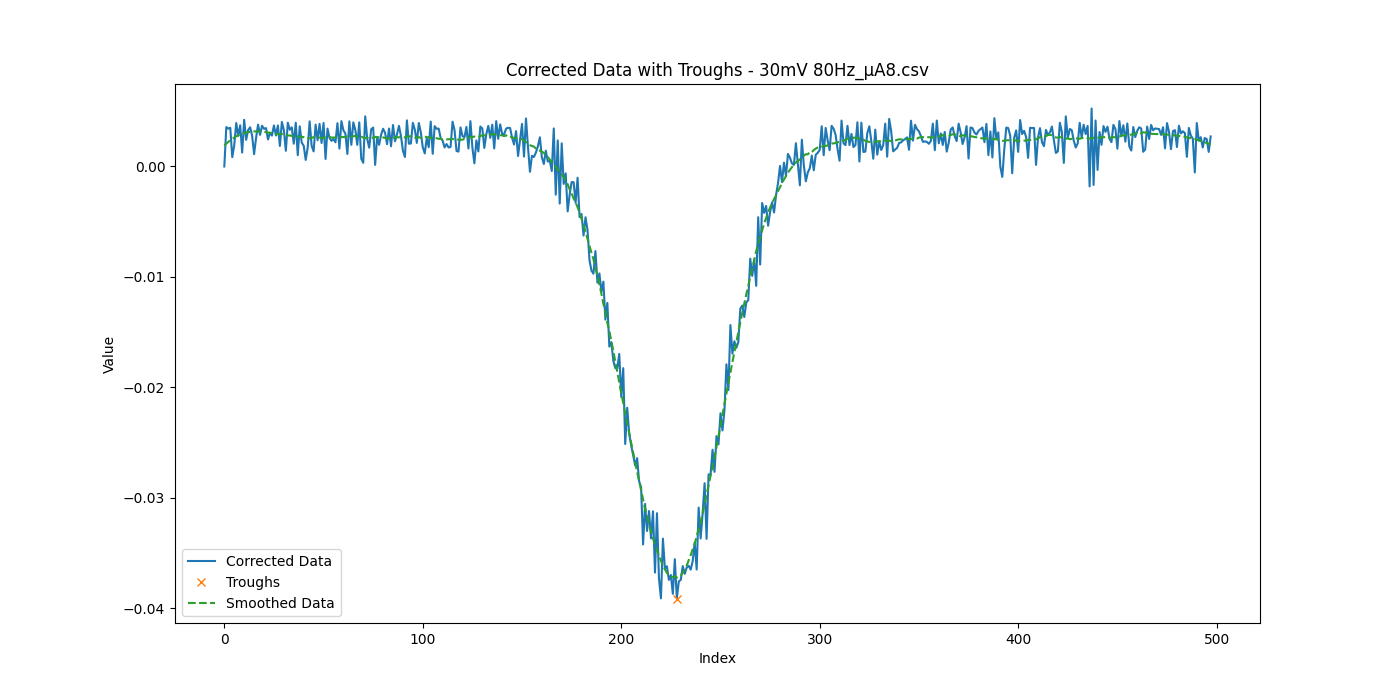 Corrected Data with Troughs - 30mV 80Hz_µA8.csv
Value
0.00
−0.01
−0.02
−0.03
−0.04
Corrected Data
Troughs
Smoothed Data
0 100 200 300 400 500
Index